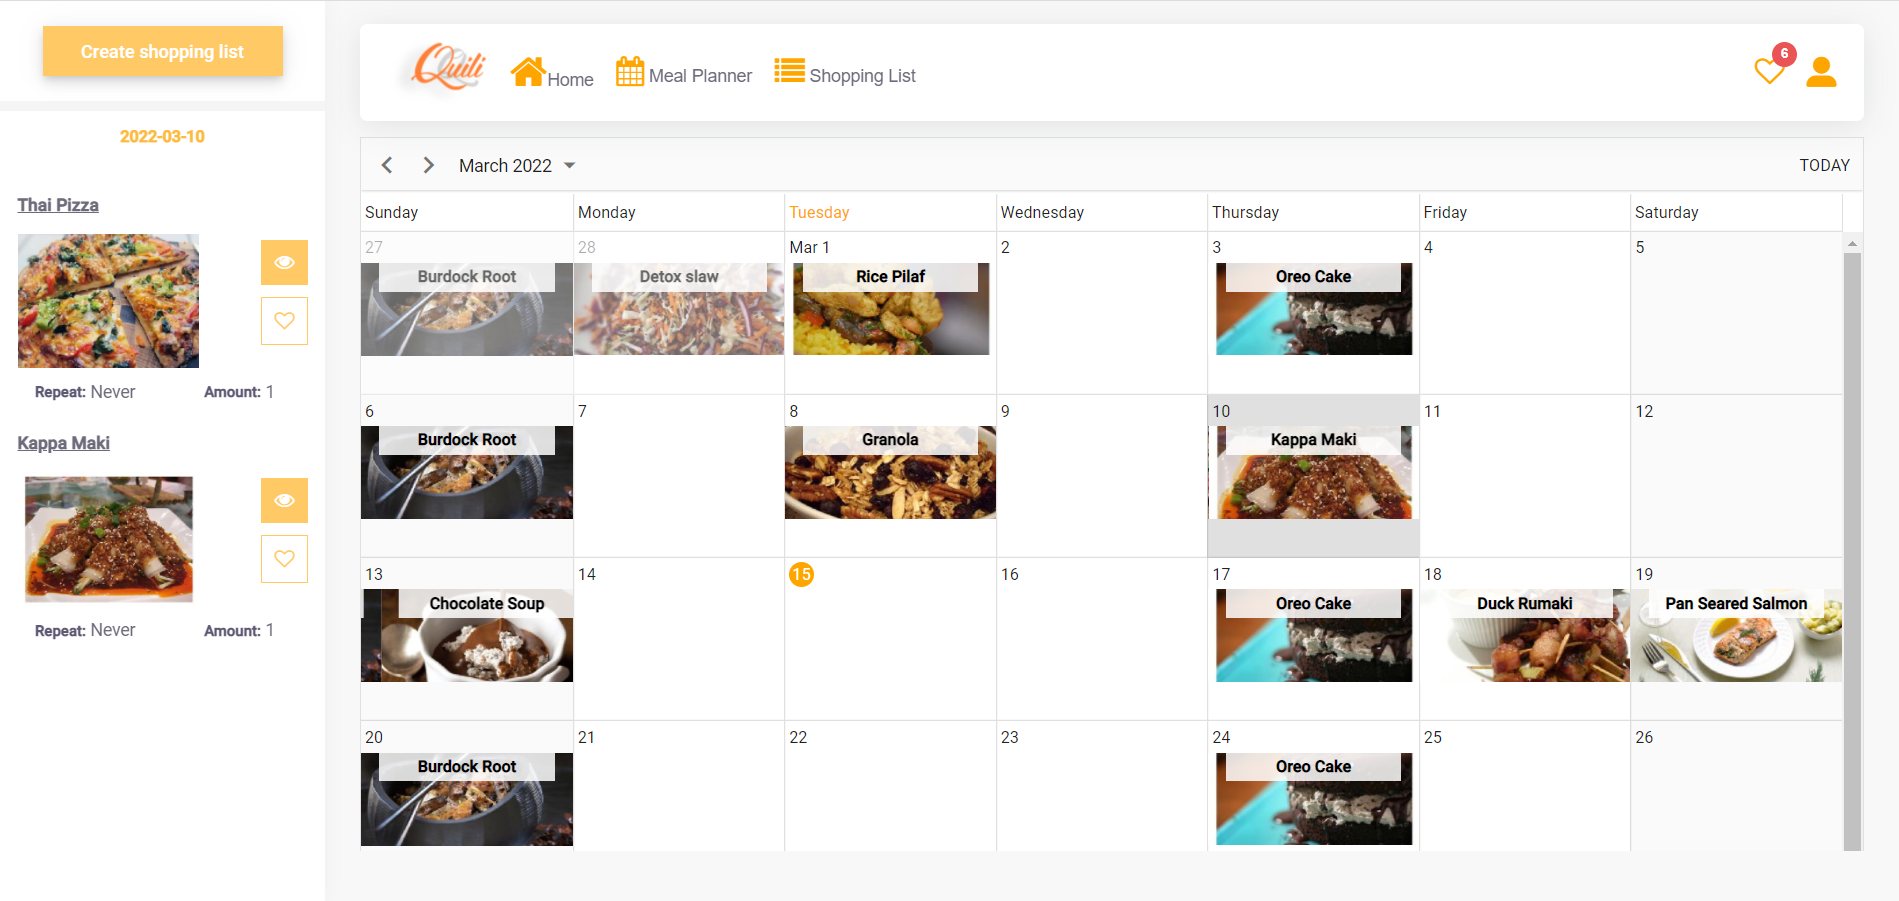 Create shopping list
2022-03-10
Thai Pizza
Repeat: Never Amount: 1
Kappa Maki
Repeat: Never Amount: 1
Quili Home Meal Planner Shopping List 6
March 2022 TODAY
Sunday Monday Tuesday Wednesday Thursday Friday Saturday
27 28 Mar 1 2 3 4 5
Burdock Root Detox slaw Rice Pilaf Oreo Cake
6 7 8 9 10 11 12
Burdock Root Granola Kappa Maki
13 14 15 16 17 18 19
Chocolate Soup Oreo Cake Duck Rumaki Pan Seared Salmon
20 21 22 23 24 25 26
Burdock Root Oreo Cake